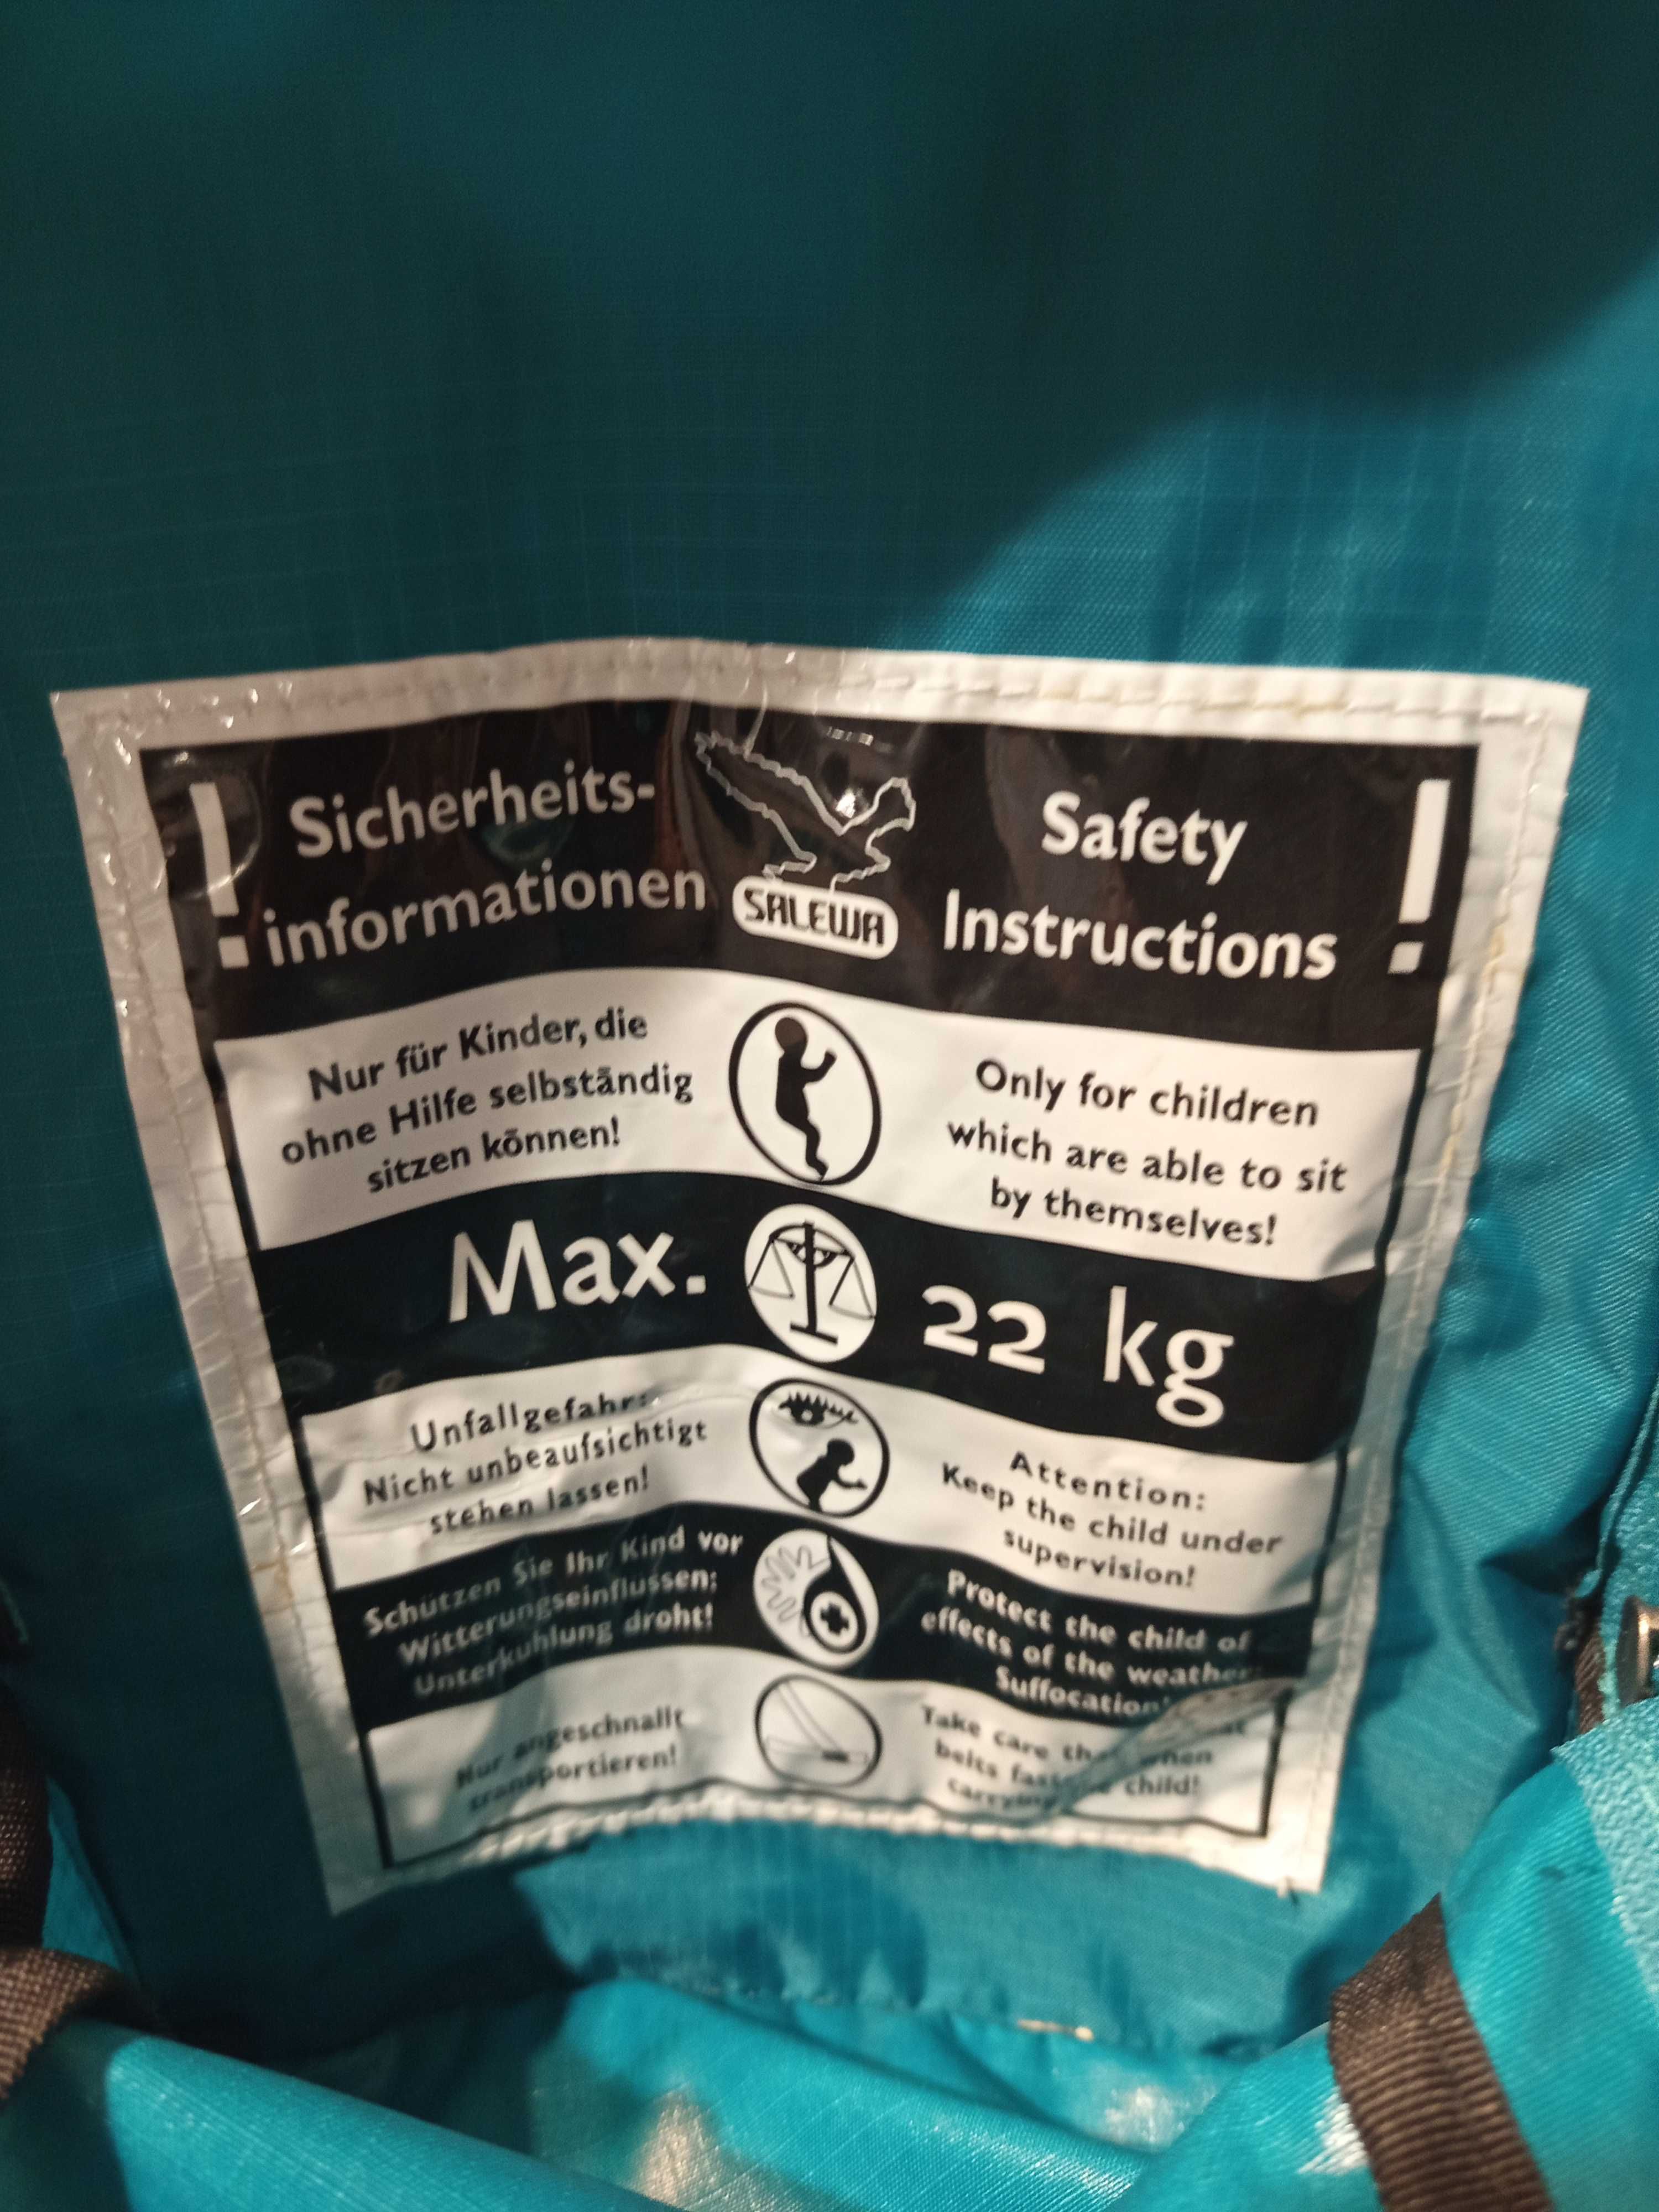 ! Sicherheits-
informationen
SALEWA
Safety !
Instructions
Nur für Kinder, die
ohne Hilfe selbständig
sitzen können!
Only for children
which are able to sit
by themselves!
Max. 22 kg
Unfallgefahr:
Nicht unbeaufsichtigt
stehen lassen!
Attention:
Keep the child under
supervision!
Schützen Sie Ihr Kind vor
Witterungseinflussen;
Unterkuhlung droht!
Protect the child of
effects of the weather
Suffocation!
Nur angeschnallt
transportieren!
Take care
belts
carrying child!